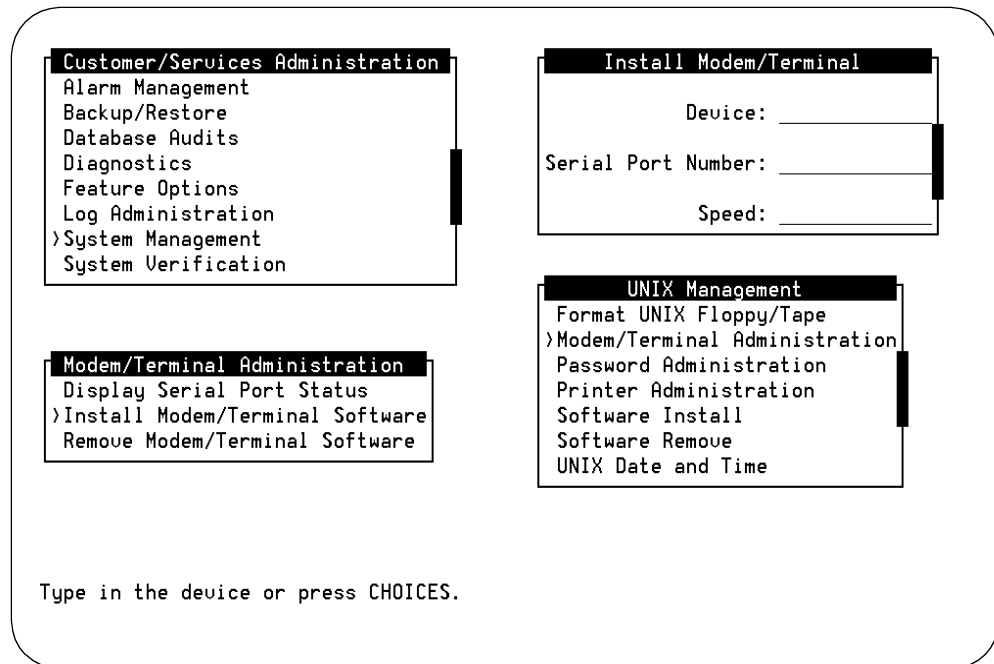 Customer/Services Administration
Alarm Management
Backup/Restore
Database Audits
Diagnostics
Feature Options
Log Administration
>System Management
System Verification
Install Modem/Terminal
Device:
Serial Port Number:
Speed:
Modem/Terminal Administration
Display Serial Port Status
>Install Modem/Terminal Software
Remove Modem/Terminal Software
UNIX Management
Format UNIX Floppy/Tape
>Modem/Terminal Administration
Password Administration
Printer Administration
Software Install
Software Remove
UNIX Date and Time
Type in the device or press CHOICES.